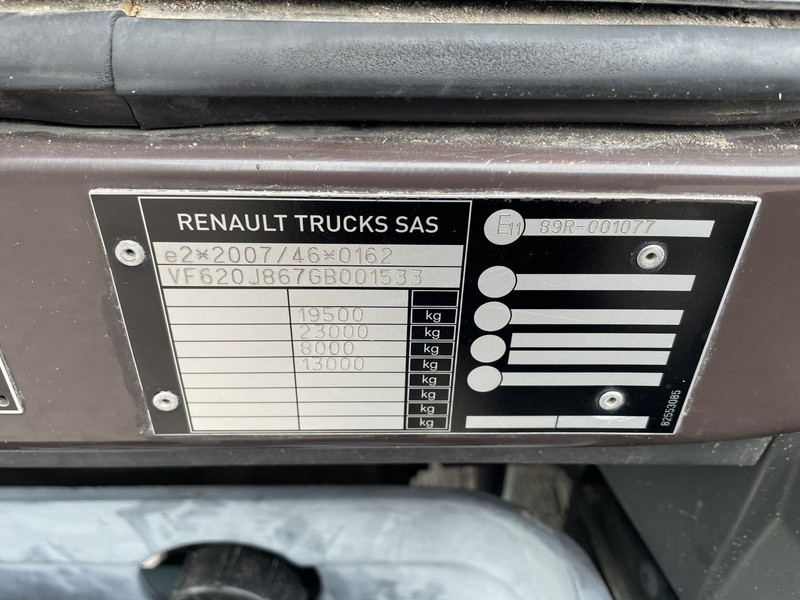 RENAULT TRUCKS SAS
e2*2007/46*0162
VF620J867GB001533
19500 kg
23000 kg
8000 kg
13000 kg
kg
kg
kg
kg
E11 89R-001077
82553085